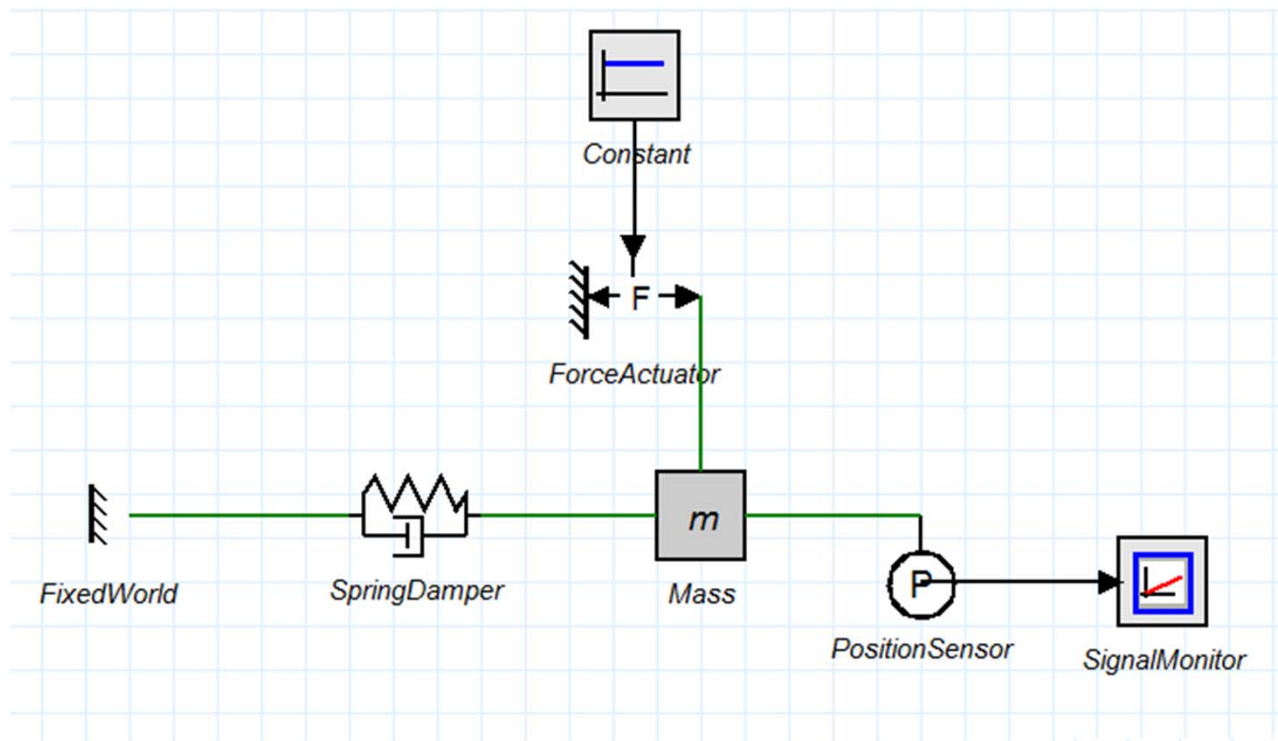 Constant
F
ForceActuator
m
FixedWorld
SpringDamper
Mass
P
PositionSensor
SignalMonitor